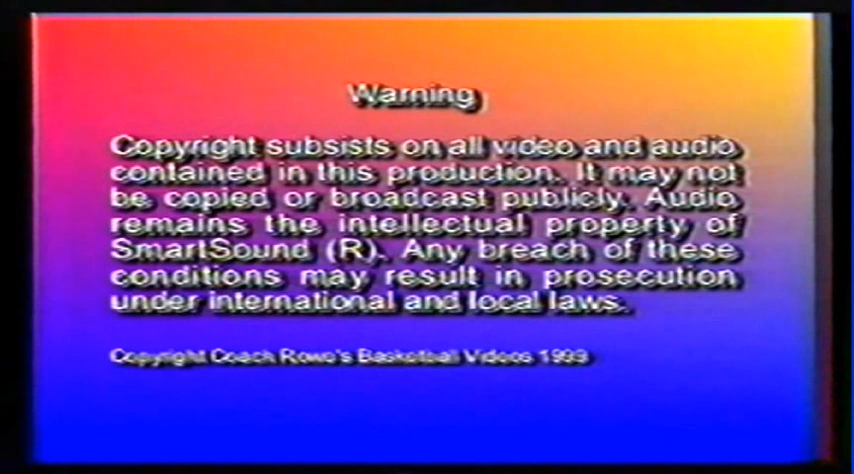 Warning
Copyright subsists on all video and audio
contained in this production. It may not
be copied or broadcast publicly. Audio
remains the intellectual property of
SmartSound (R). Any breach of these
conditions may result in prosecution
under international and local laws.
Copyright Coach Rowe's Basketball Videos 1999